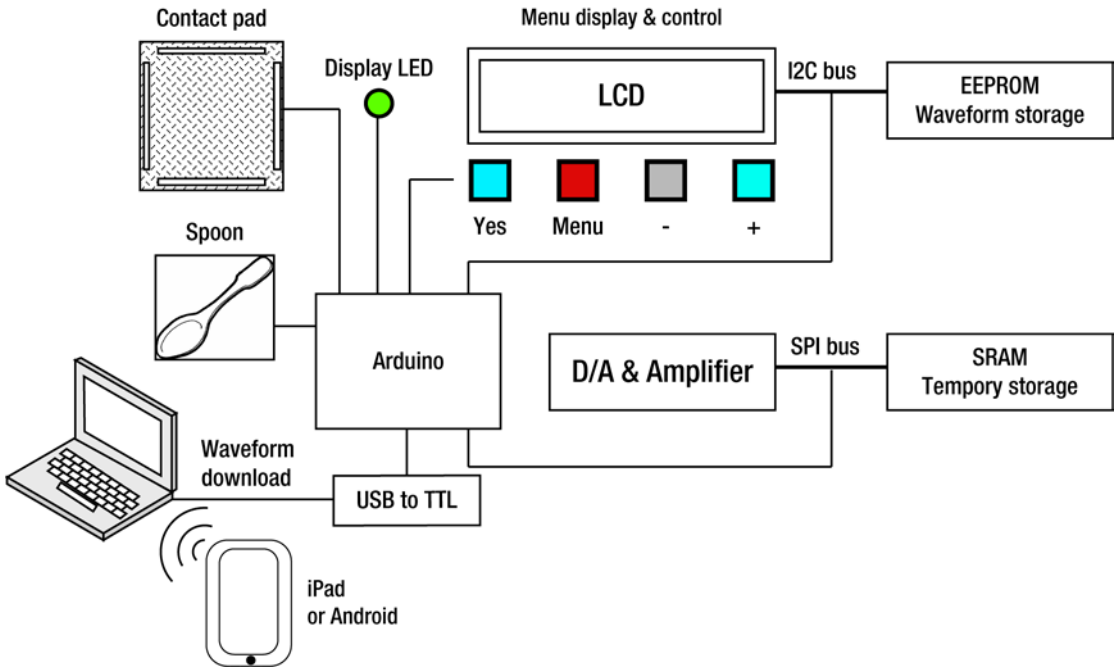 Contact pad
Menu display & control
Display LED
LCD
I2C bus
EEPROM
Waveform storage
Yes
Menu
-
+
Spoon
Arduino
D/A & Amplifier
SPI bus
SRAM
Tempory storage
Waveform
download
USB to TTL
iPad
or Android